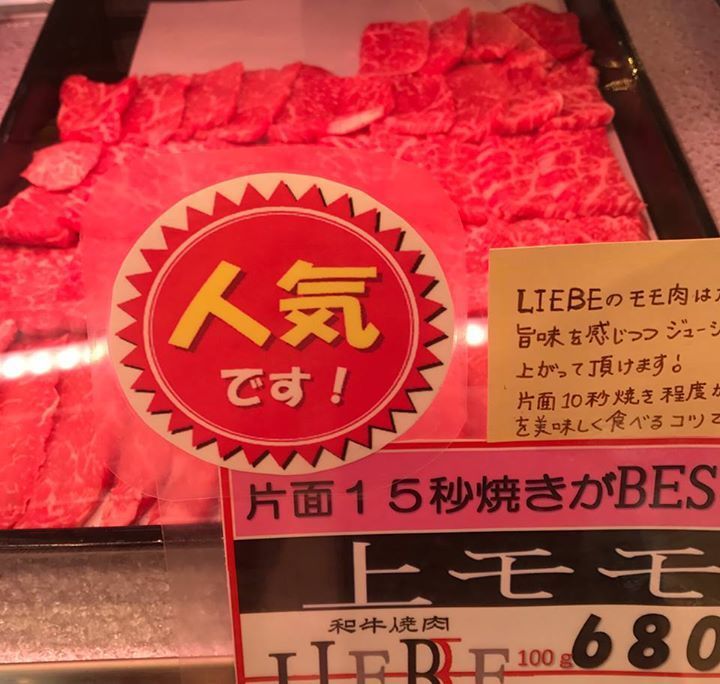 人気
です!
LIEBEのモモ肉は
旨味を感じつつジューシ
上がって頂けます。
片面10秒焼き程度が
を美味しく食べるコツで
片面15秒焼きがBES
上モモ
和牛焼肉
LIEBE 100g 680